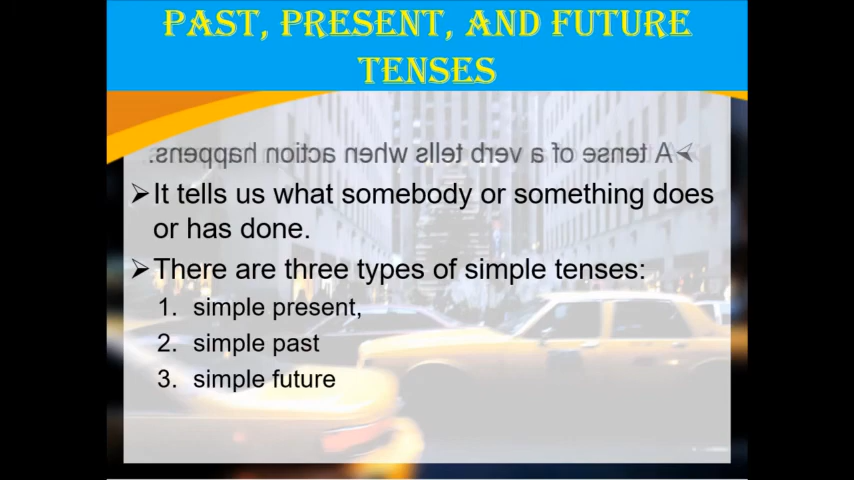 PAST, PRESENT, AND FUTURE
TENSES
➢A tense of a verb tells when action happens.
➢It tells us what somebody or something does
or has done.
➢There are three types of simple tenses:
1. simple present,
2. simple past
3. simple future